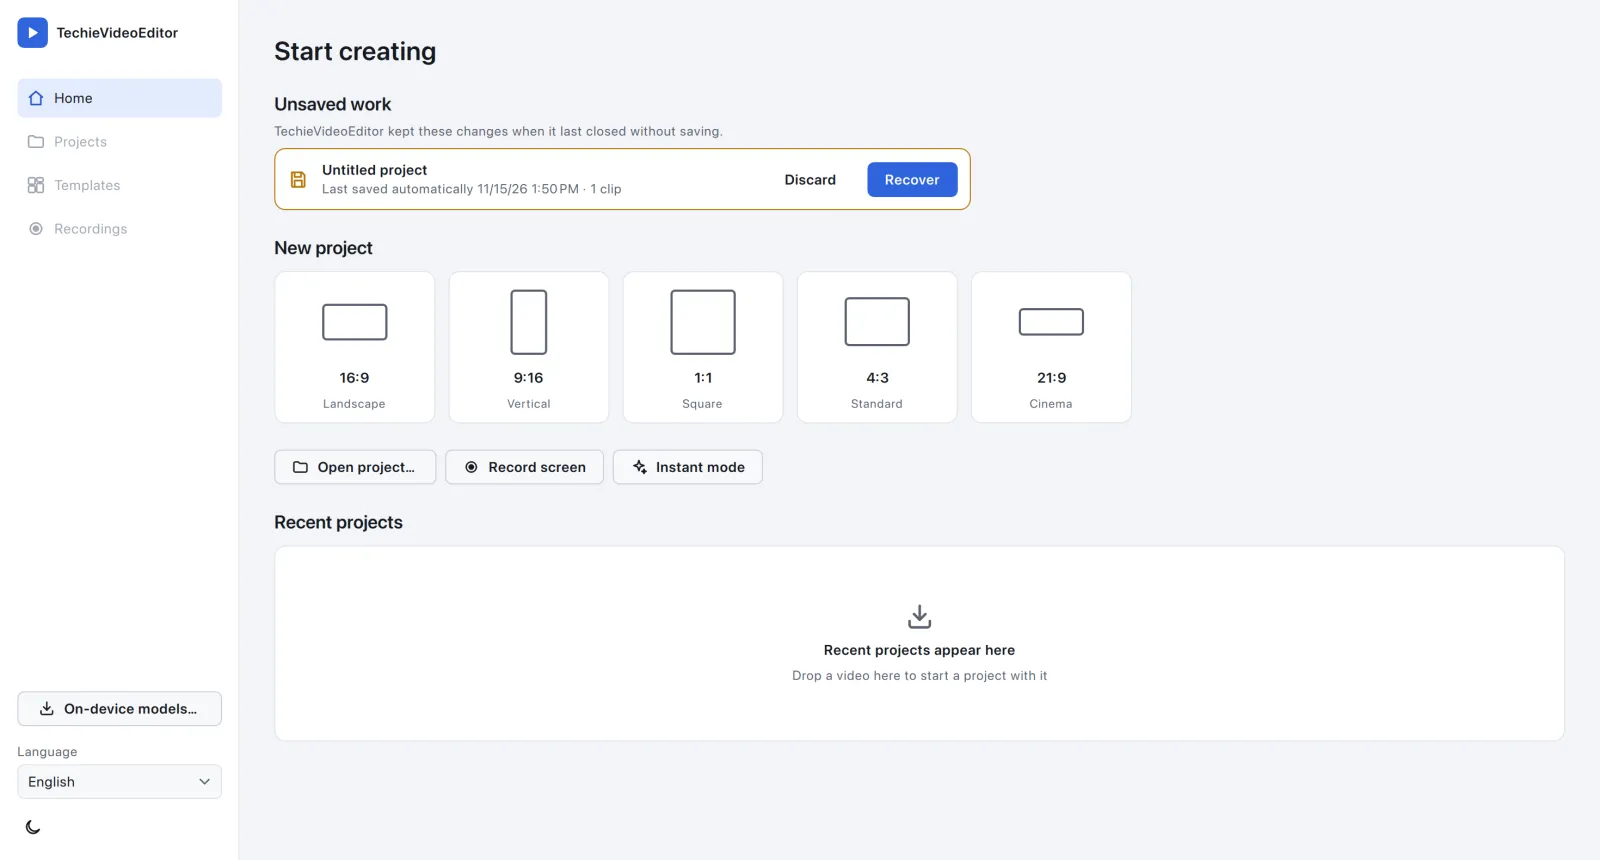 TechieVideoEditor
Home
Projects
Templates
Recordings
On-device models...
Language
English
Start creating
Unsaved work
TechieVideoEditor kept these changes when it last closed without saving.
Untitled project
Last saved automatically 11/15/26 1:50 PM · 1 clip
Discard
Recover
New project
16:9
Landscape
9:16
Vertical
1:1
Square
4:3
Standard
21:9
Cinema
Open project...
Record screen
Instant mode
Recent projects
Recent projects appear here
Drop a video here to start a project with it